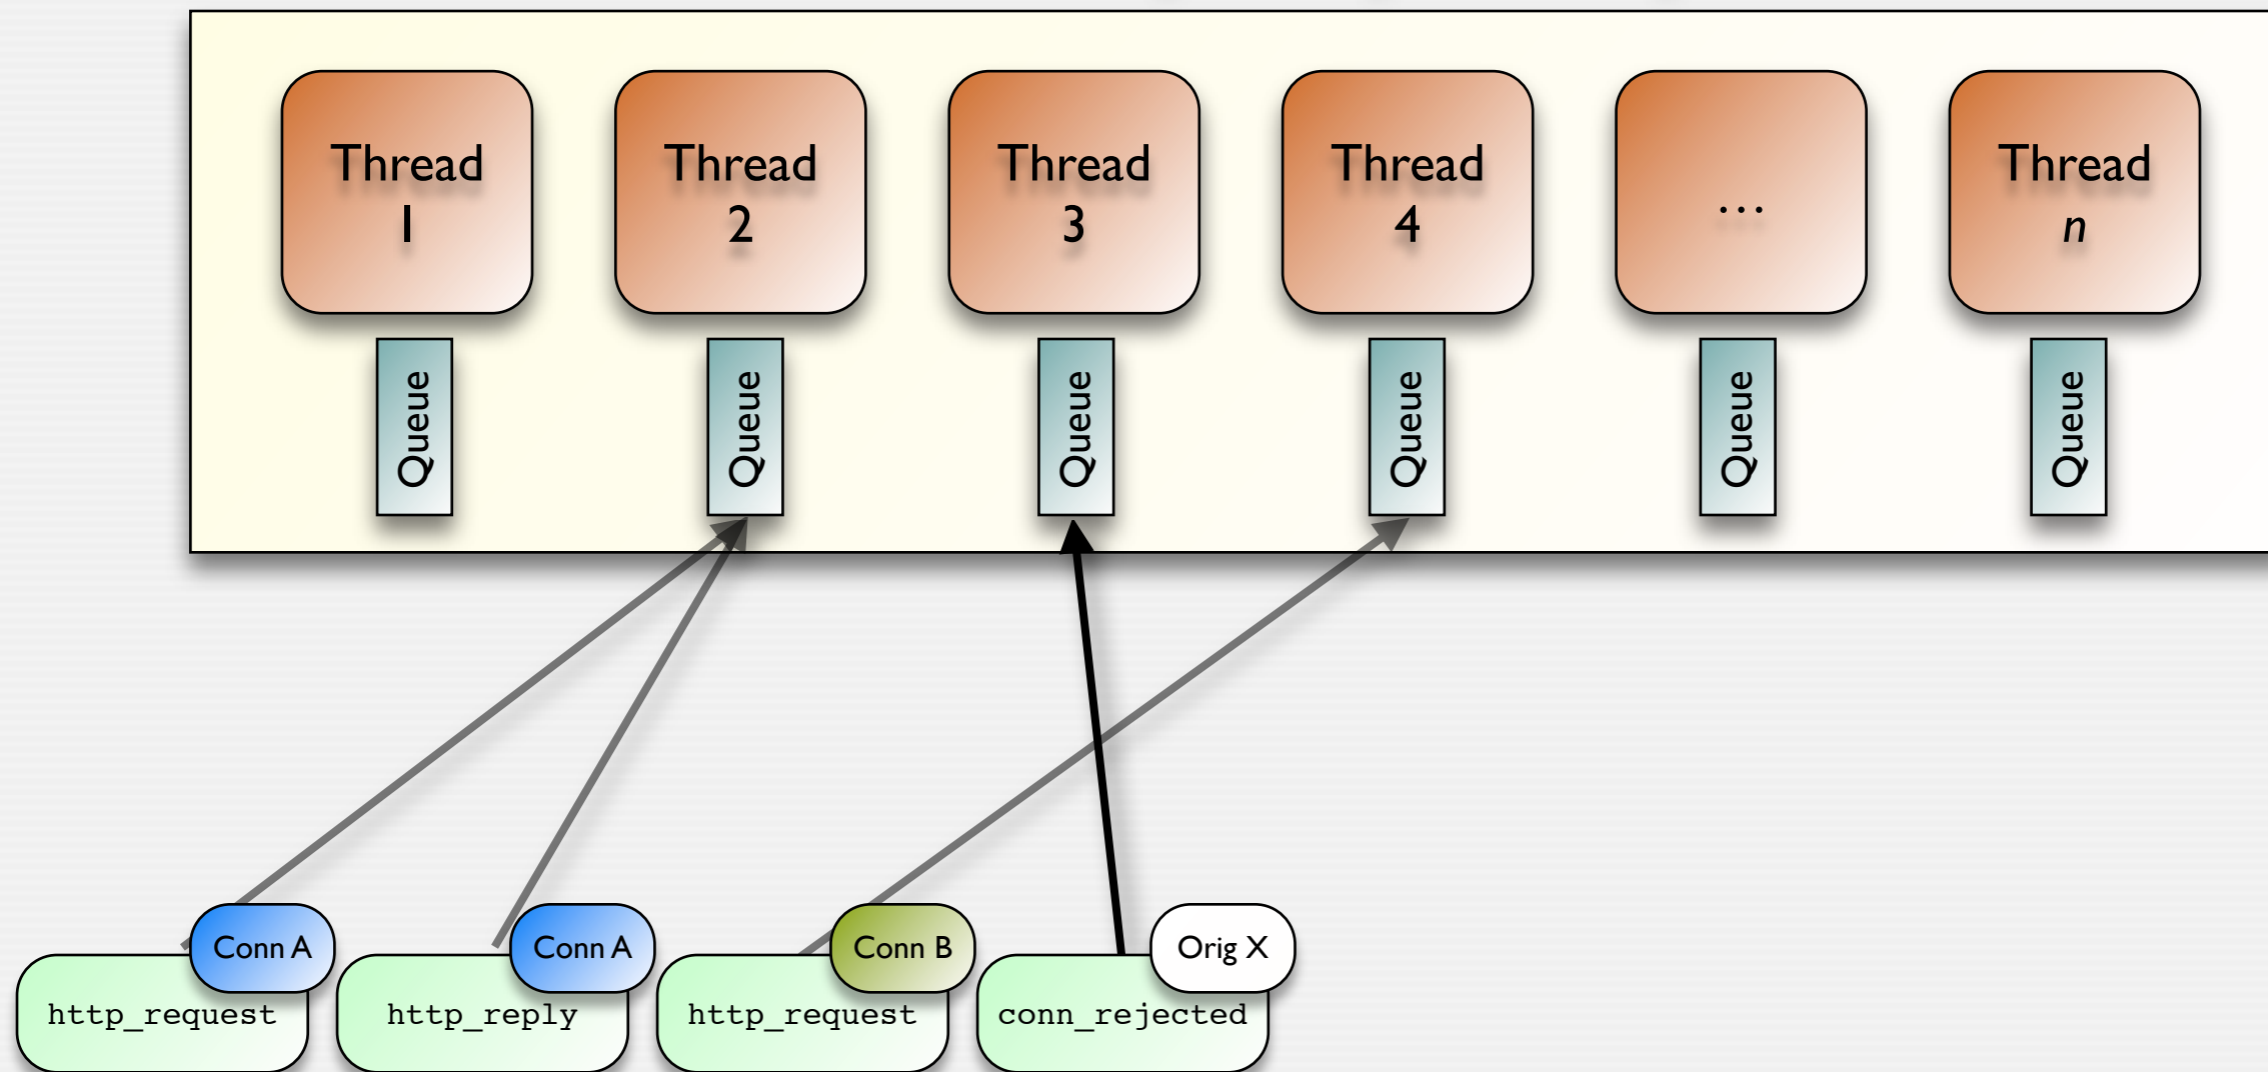 Thread
1
Thread
2
Thread
3
Thread
4
...
Thread
n
Queue
Queue
Queue
Queue
Queue
Queue
Conn A
Conn A
Conn B
Orig X
http_request
http_reply
http_request
conn_rejected